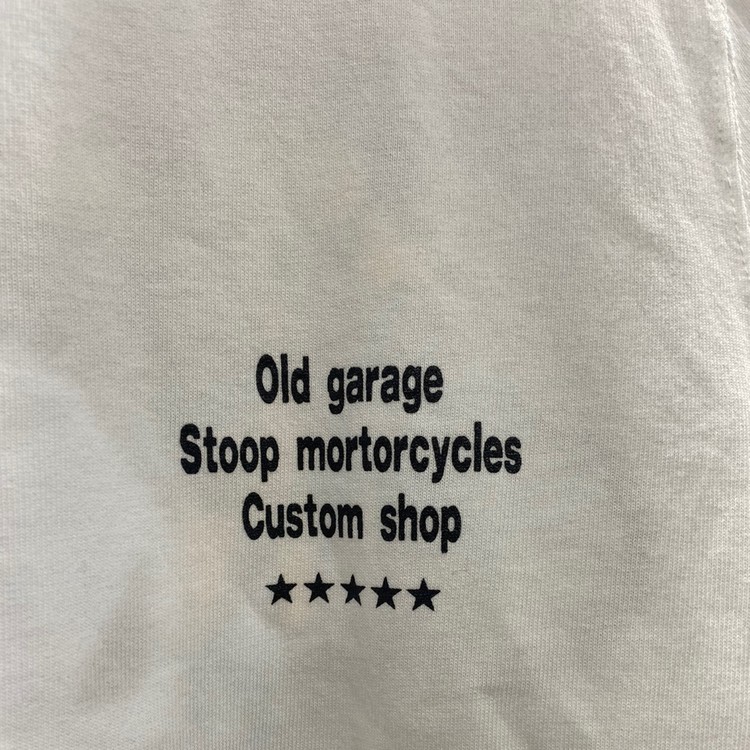 Old garage
Stoop mortorcycles
Custom shop
★★★★★